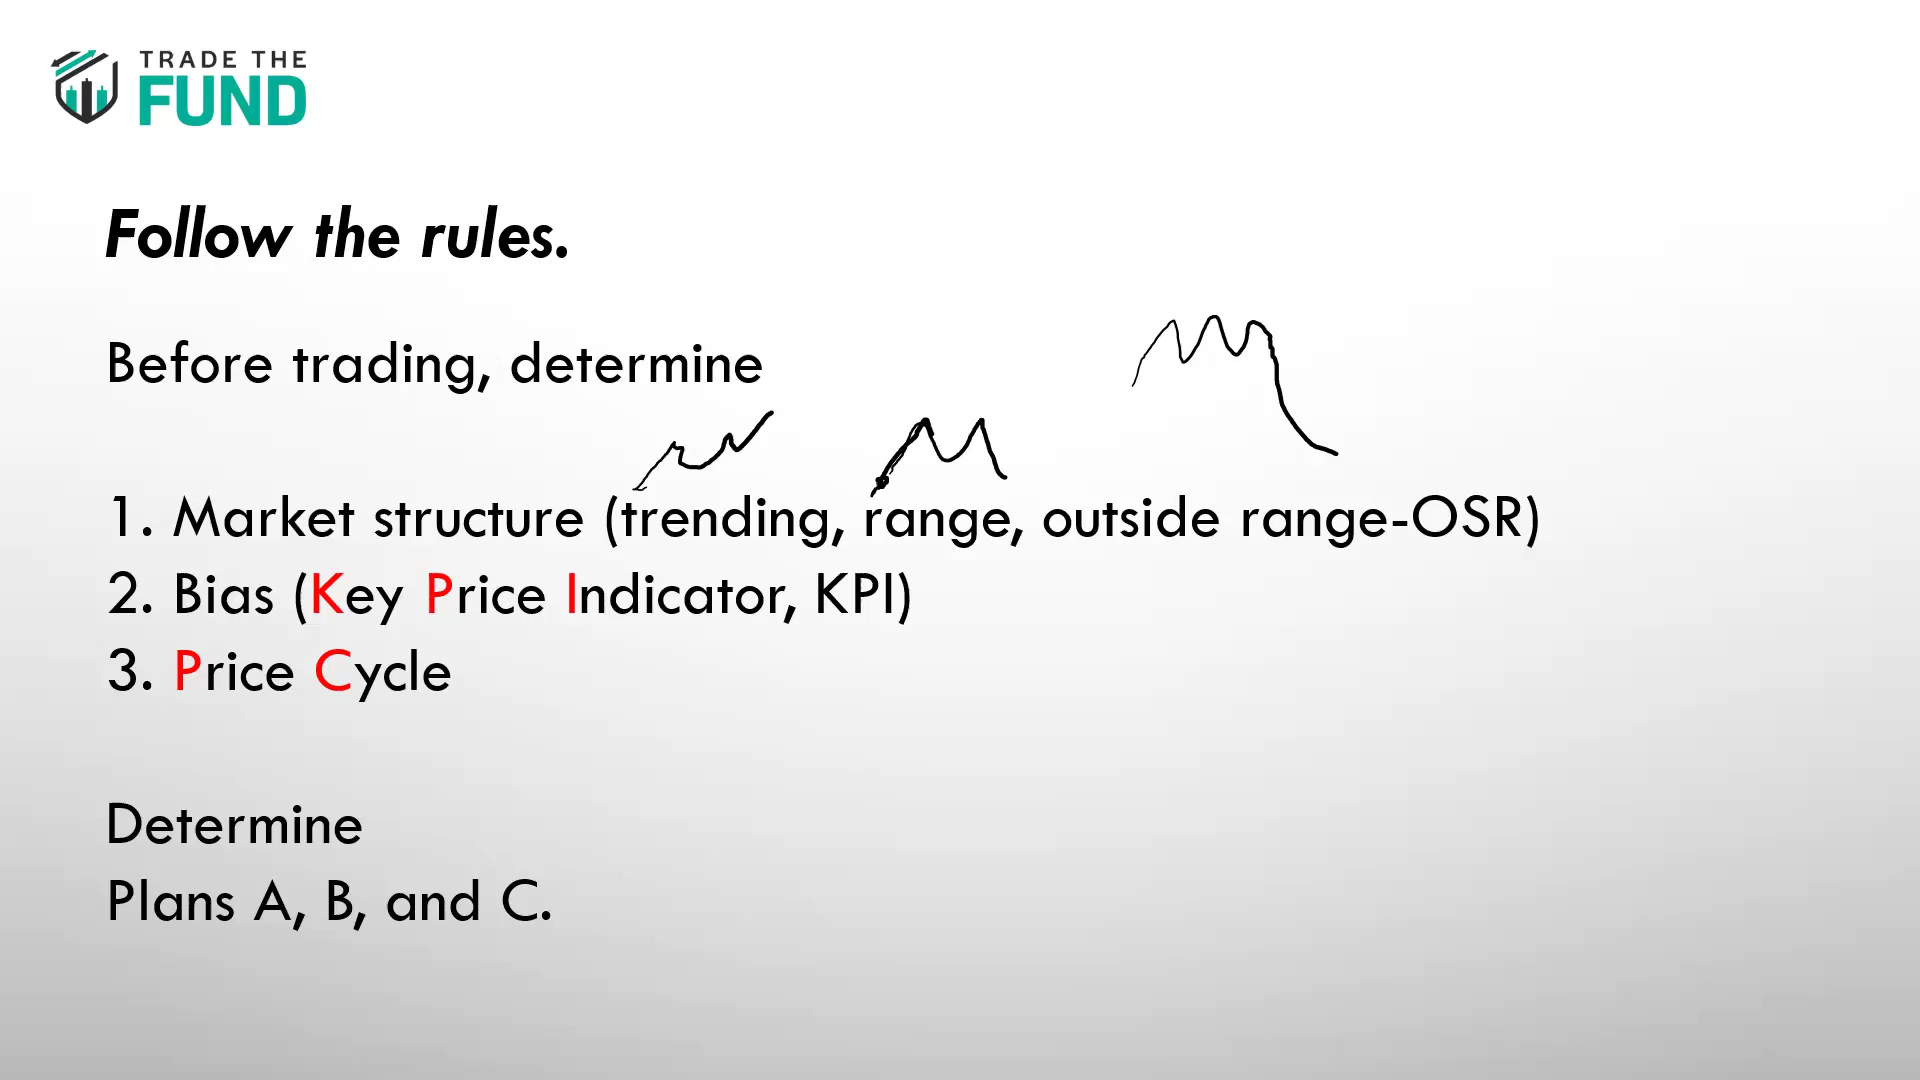 TRADE THE
FUND
Follow the rules.
Before trading, determine
1. Market structure (trending, range, outside range-OSR)
2. Bias (Key Price Indicator, KPI)
3. Price Cycle
Determine
Plans A, B, and C.